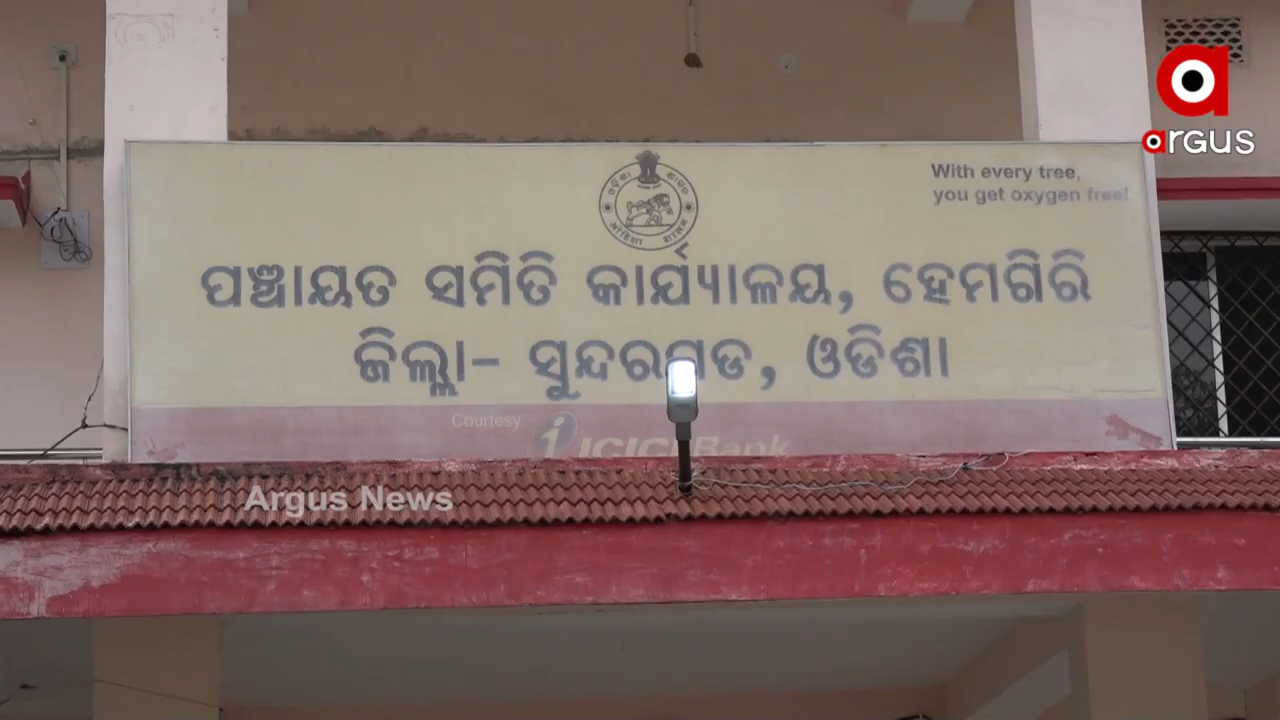 argus
With every tree,
you get oxygen free!
ପଞ୍ଚାୟତ ସମିତି କାର୍ଯ୍ୟାଳୟ, ହେମଗିରି
ଜିଲ୍ଲା- ସୁନ୍ଦରଗଡ, ଓଡିଶା
Courtesy
ICICI Bank
Argus News